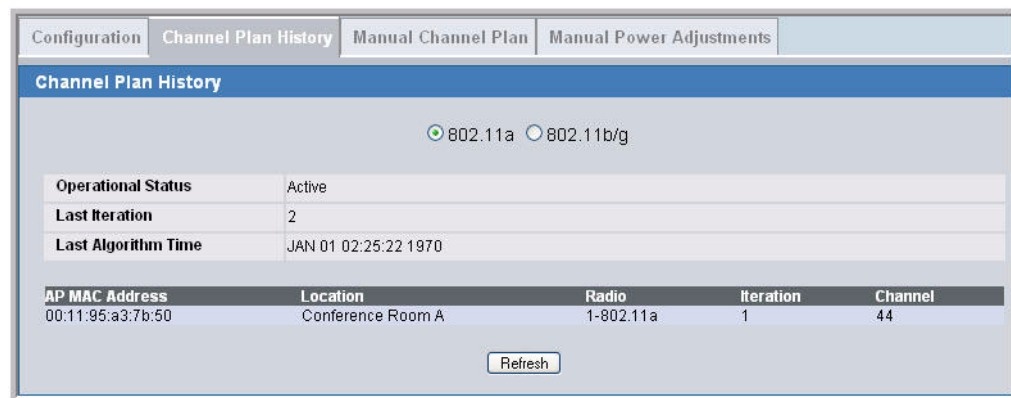 Configuration Channel Plan History Manual Channel Plan Manual Power Adjustments
Channel Plan History
802.11a 802.11b/g
Operational Status Active
Last Iteration 2
Last Algorithm Time JAN 01 02:25:22 1970
AP MAC Address Location Radio Iteration Channel
00:11:95:a3:7b:50 Conference Room A 1-802.11a 1 44
Refresh